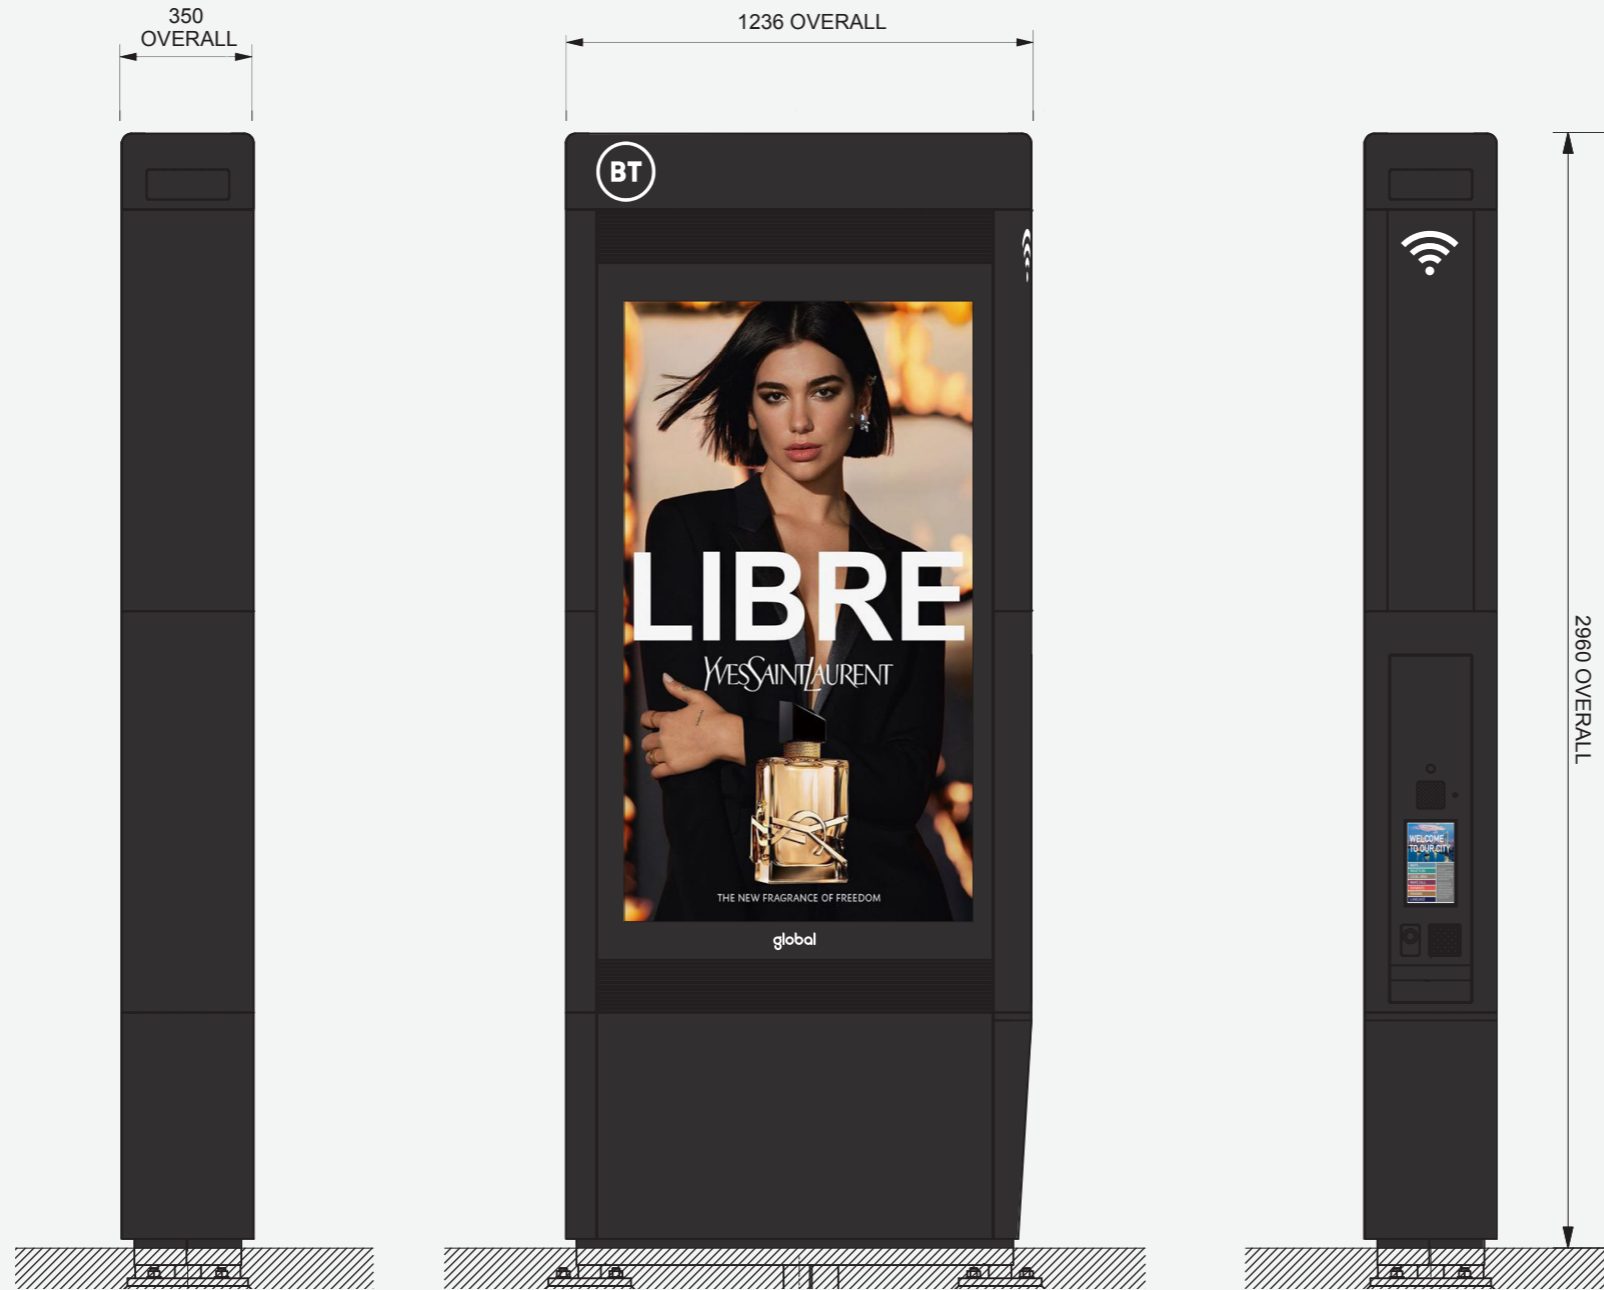 350
OVERALL
1236 OVERALL
BT
LIBRE
YVESSAINTLAURENT
THE NEW FRAGRANCE OF FREEDOM
global
2960 OVERALL
WELCOME
TO OUR CITY